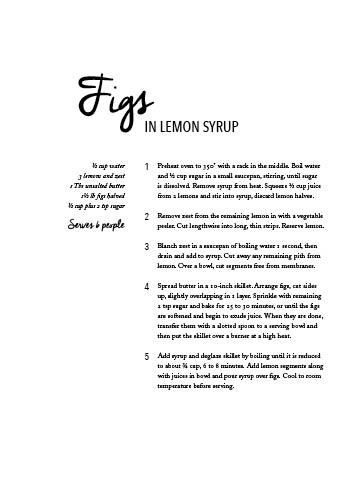 Figs
IN LEMON SYRUP
½ cup water
3 lemons and zest
1 Tbs unsalted butter
1½ lb figs halved
½ cup plus 2 tsp sugar
Serves 6 people
1 Preheat oven to 350° with a rack in the middle. Boil water
and ½ cup sugar in a small saucepan, stirring, until sugar
is dissolved. Remove syrup from heat. Squeeze ½ cup juice
from 2 lemons and stir into syrup, discard lemon halves.
2 Remove zest from the remaining lemon in with a vegetable
peeler. Cut lengthwise into long, thin strips. Reserve lemon.
3 Blanch zest in a saucepan of boiling water 1 second, then
drain and add to syrup. Cut away any remaining pith from
lemon. Over a bowl, cut segments free from membranes.
4 Spread butter in a 10-inch skillet. Arrange figs, cut sides
up, slightly overlapping in 1 layer. Sprinkle with remaining
2 tsp sugar and bake for 25 to 30 minutes, or until the figs
are softened and begin to exude juice. When they are done,
transfer them with a slotted spoon to a serving bowl and
then put the skillet over a burner at a high heat.
5 Add syrup and deglaze skillet by boiling until it is reduced
to about ¾ cup, 6 to 8 minutes. Add lemon segments along
with juices in bowl and pour syrup over figs. Cool to room
temperature before serving.